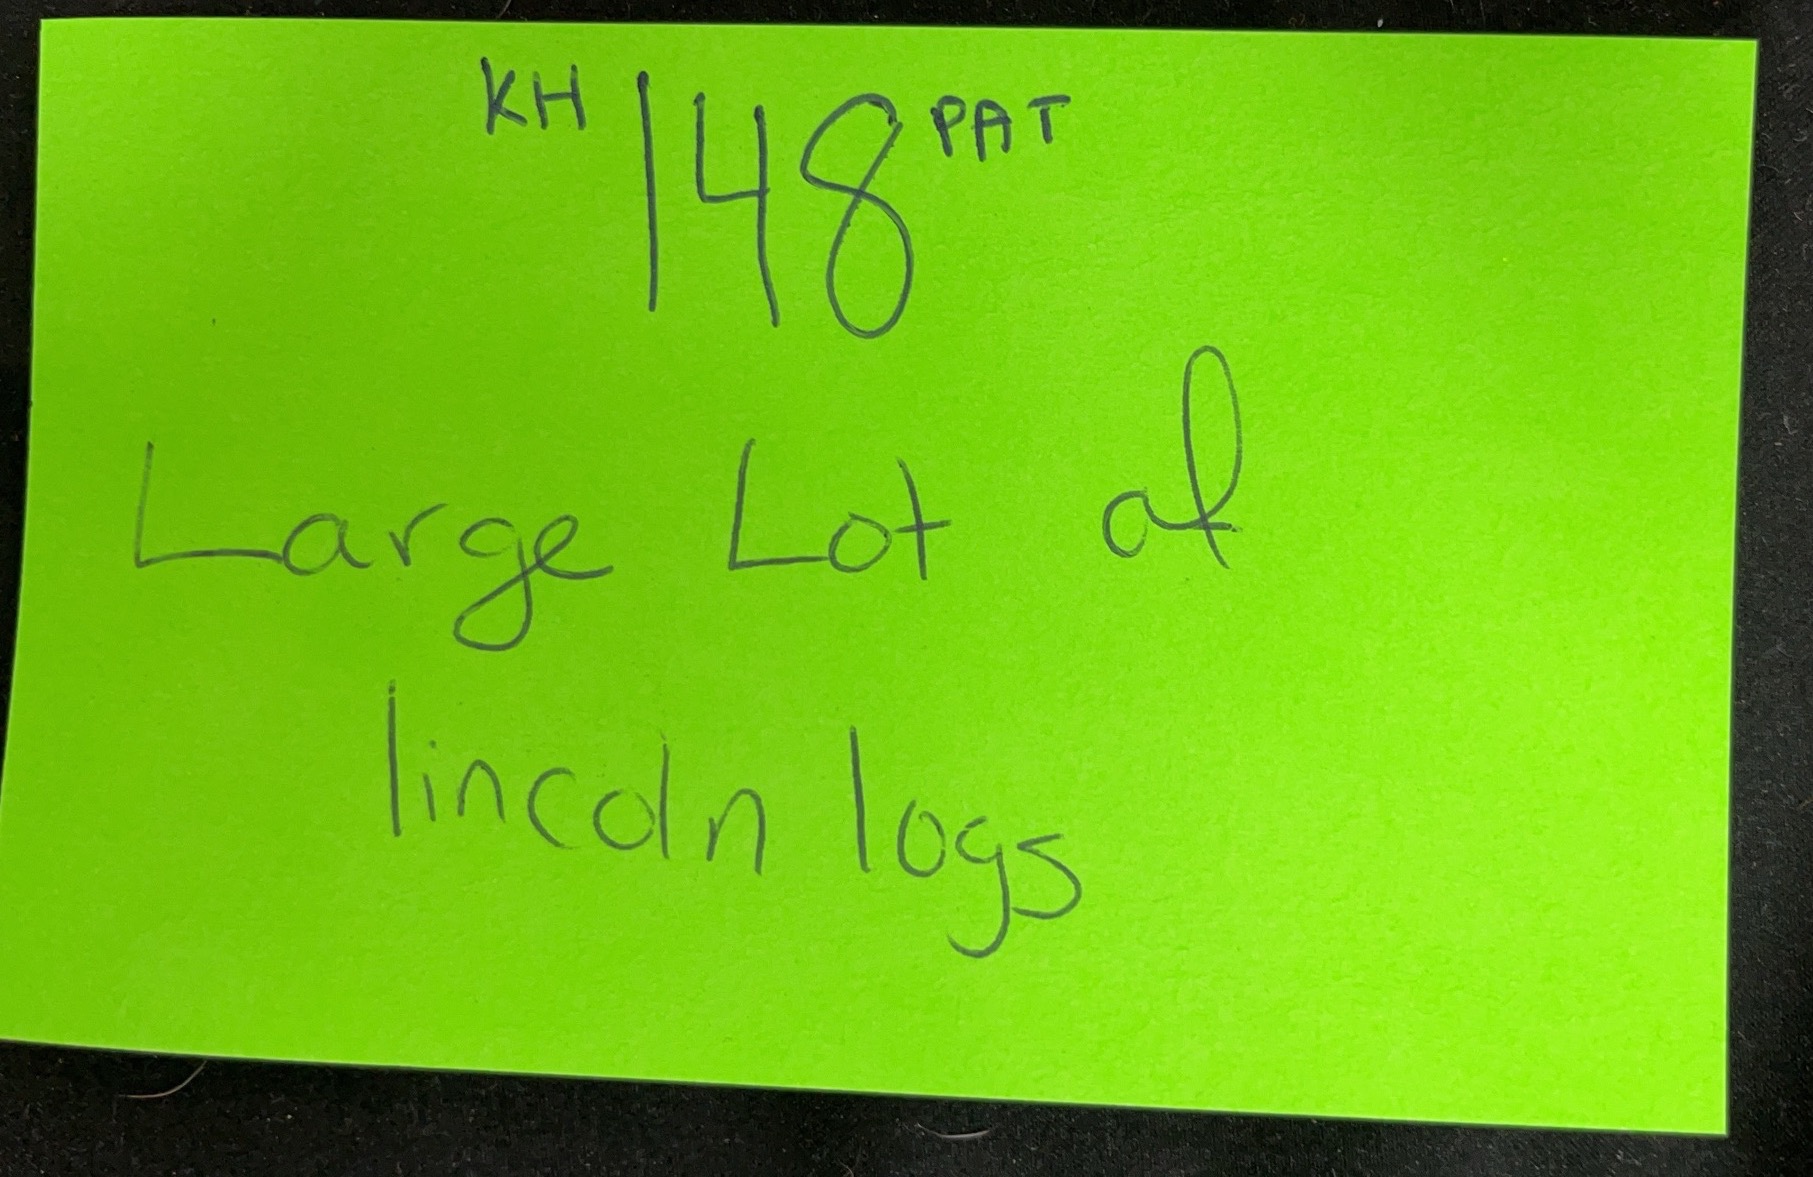 KH 148 PAT
Large Lot of
lincoln logs